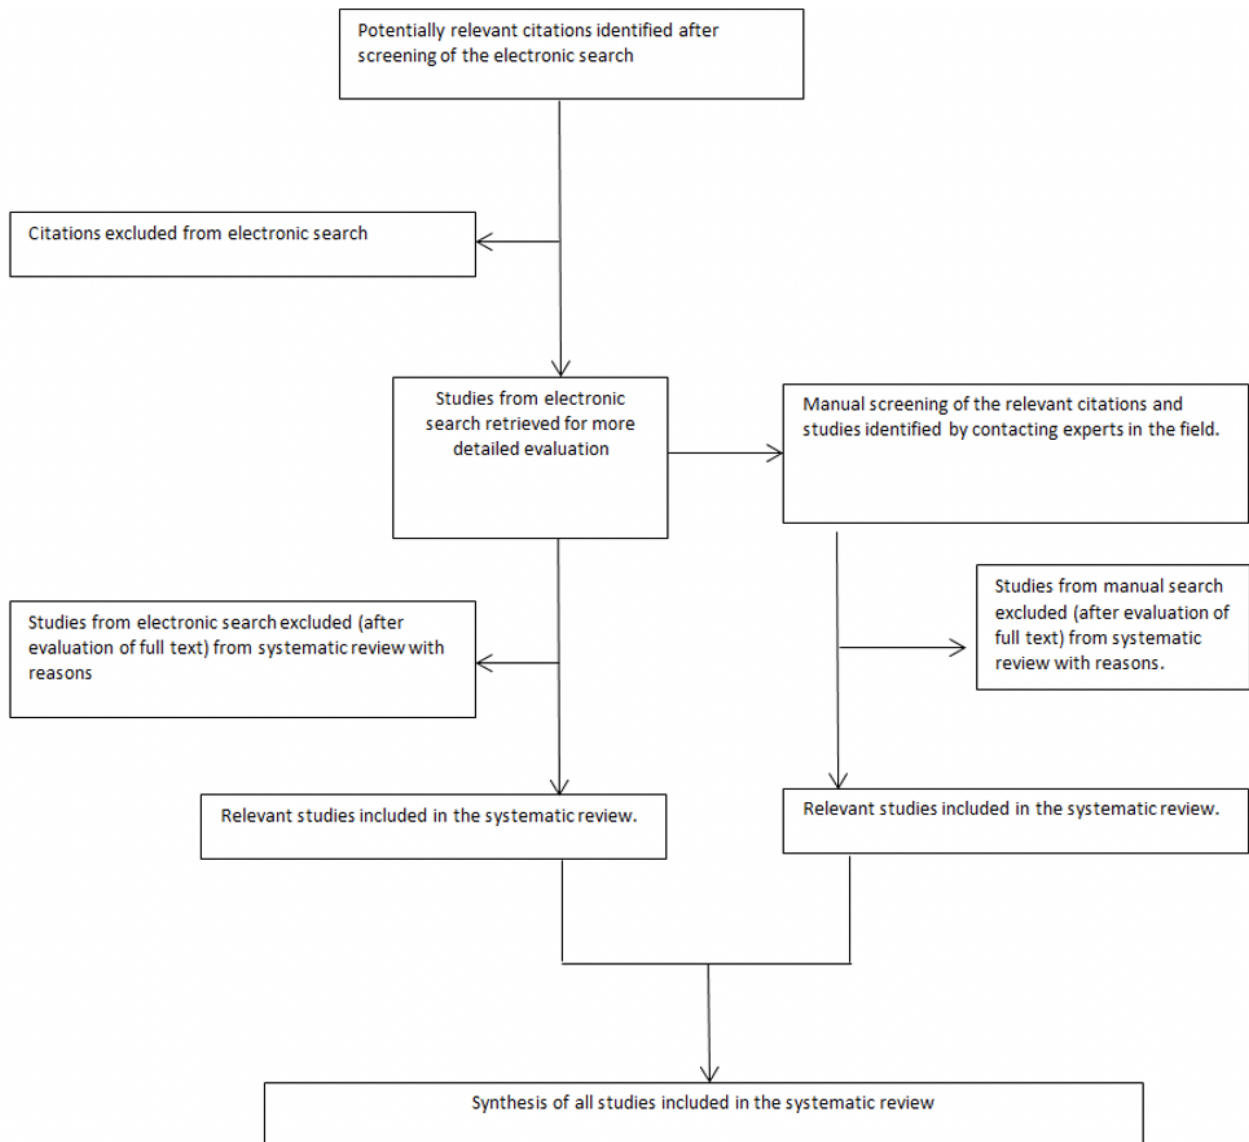 Potentially relevant citations identified after
screening of the electronic search
Citations excluded from electronic search
Studies from electronic
search retrieved for more
detailed evaluation
Manual screening of the relevant citations and
studies identified by contacting experts in the field.
Studies from electronic search excluded (after
evaluation of full text) from systematic review with
reasons
Studies from manual search
excluded (after evaluation of
full text) from systematic
review with reasons.
Relevant studies included in the systematic review.
Relevant studies included in the systematic review.
Synthesis of all studies included in the systematic review